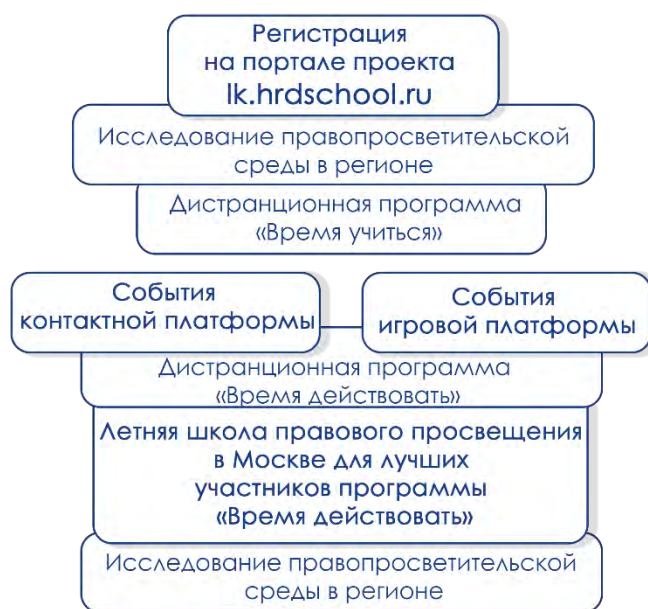 Регистрация
на портале проекта
lk.hrdschool.ru
Исследование правопросветительской
среды в регионе
Дистранционная программа
«Время учиться»
События
контактной платформы
События
игровой платформы
Дистранционная программа
«Время действовать»
Летняя школа правового просвещения
в Москве для лучших
участников программы
«Время действовать»
Исследование правопросветительской
среды в регионе